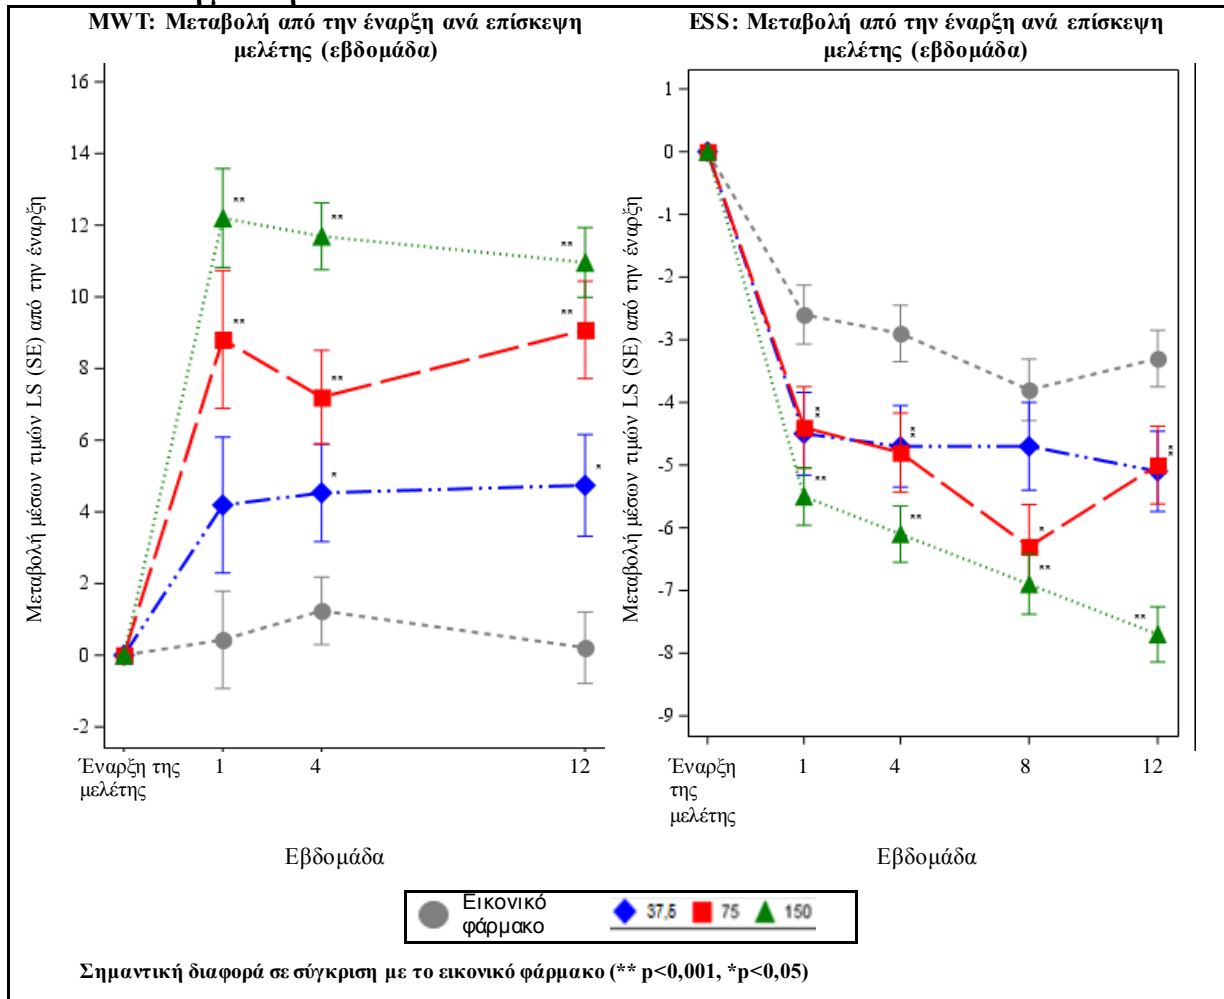 MWT: Μεταβολή από την έναρξη ανά επίσκεψη
μελέτης (εβδομάδα)
Μεταβολή μέσων τιμών LS (SE) από την έναρξη
16
14
12
10
8
6
4
2
0
-2
**
**
**
**
**
**
*
*
Έναρξη της
μελέτης
1
4
12
Εβδομάδα
ESS: Μεταβολή από την έναρξη ανά επίσκεψη
μελέτης (εβδομάδα)
Μεταβολή μέσων τιμών LS (SE) από την έναρξη
1
0
-1
-2
-3
-4
-5
-6
-7
-8
-9
**
**
**
**
*
**
**
**
Έναρξη
της
μελέτης
1
4
8
12
Εβδομάδα
Εικονικό
φάρμακο
37,5
75
150
Σημαντική διαφορά σε σύγκριση με το εικονικό φάρμακο (** p<0,001, *p<0,05)